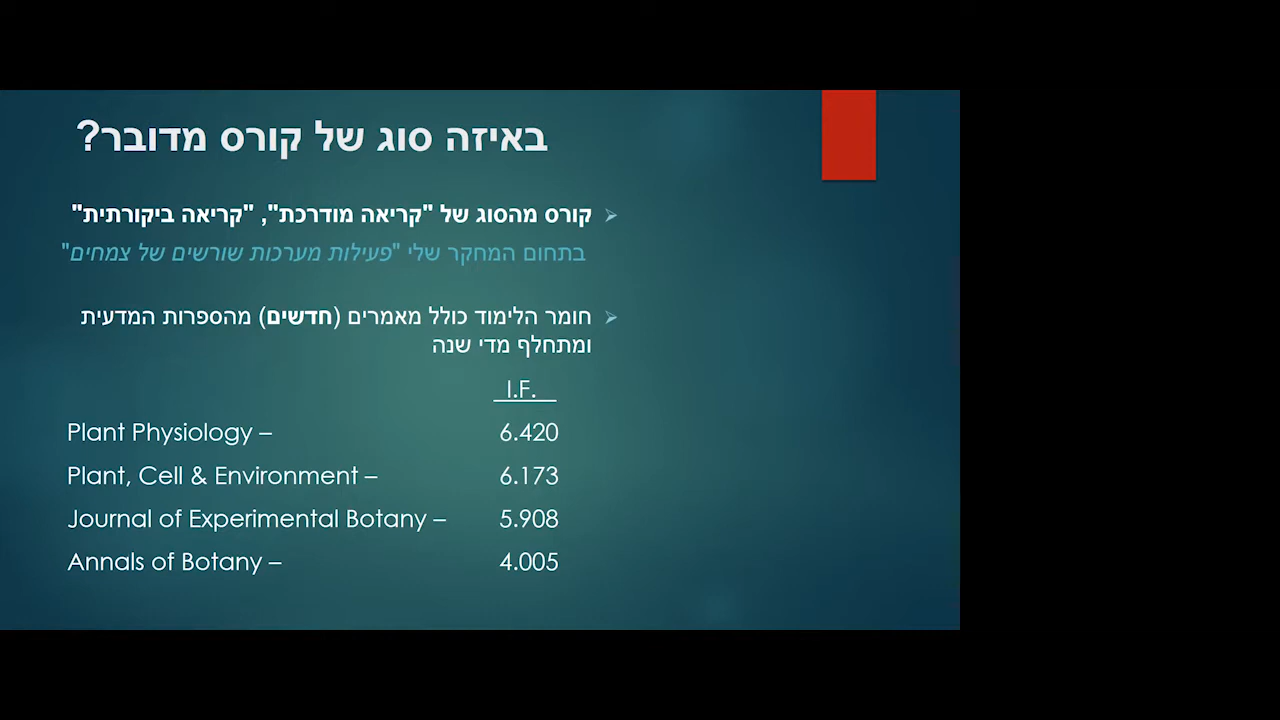 באיזה סוג של קורס מדובר?
קורס מהסוג של "קריאה מודרכת", "קריאה ביקורתית"
בתחום המחקר שלי "פעילות מערכות שורשים של צמחים"
חומר הלימוד כולל מאמרים (חדשים) מהספרות המדעית
ומתחלף מדי שנה
I.F.
Plant Physiology – 6.420
Plant, Cell & Environment – 6.173
Journal of Experimental Botany – 5.908
Annals of Botany – 4.005